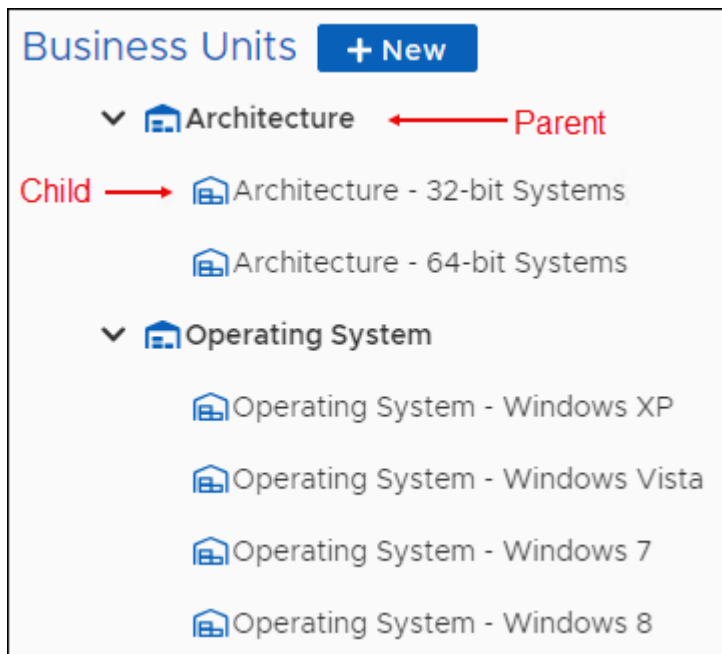 Business Units + New
Architecture Parent
Child Architecture - 32-bit Systems
Architecture - 64-bit Systems
Operating System
Operating System - Windows XP
Operating System - Windows Vista
Operating System - Windows 7
Operating System - Windows 8